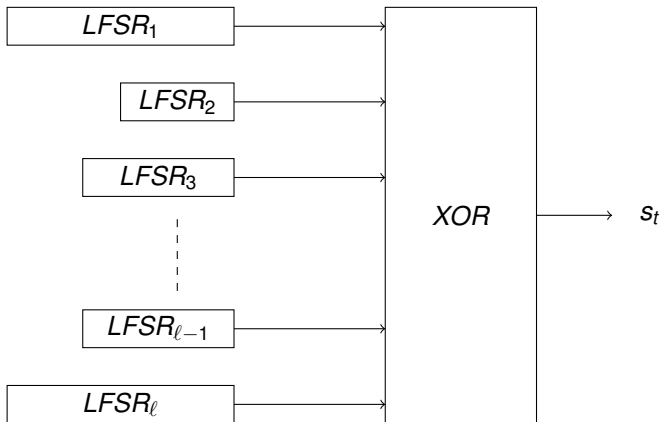 LFSR₁
LFSR₂
LFSR₃
XOR
sₜ
LFSRℓ₋₁
LFSRℓ